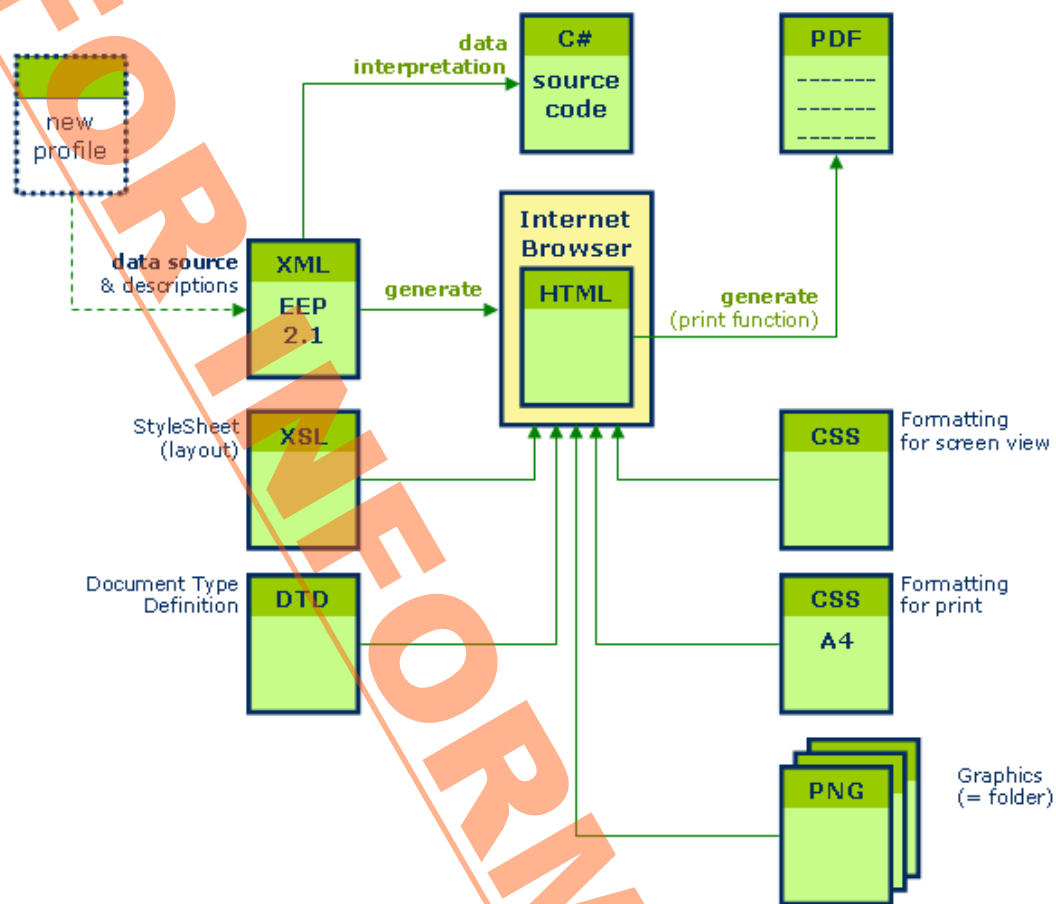 C#
source
code
data
interpretation
PDF
-------
-------
-------
new
profile
Internet
Browser
HTML
data source
& descriptions
XML
EEP
2.1
generate
generate
(print function)
StyleSheet
(layout)
XSL
CSS
Formatting
for screen view
Document Type
Definition
DTD
CSS
A4
Formatting
for print
PNG
Graphics
(= folder)
FOR INFORM